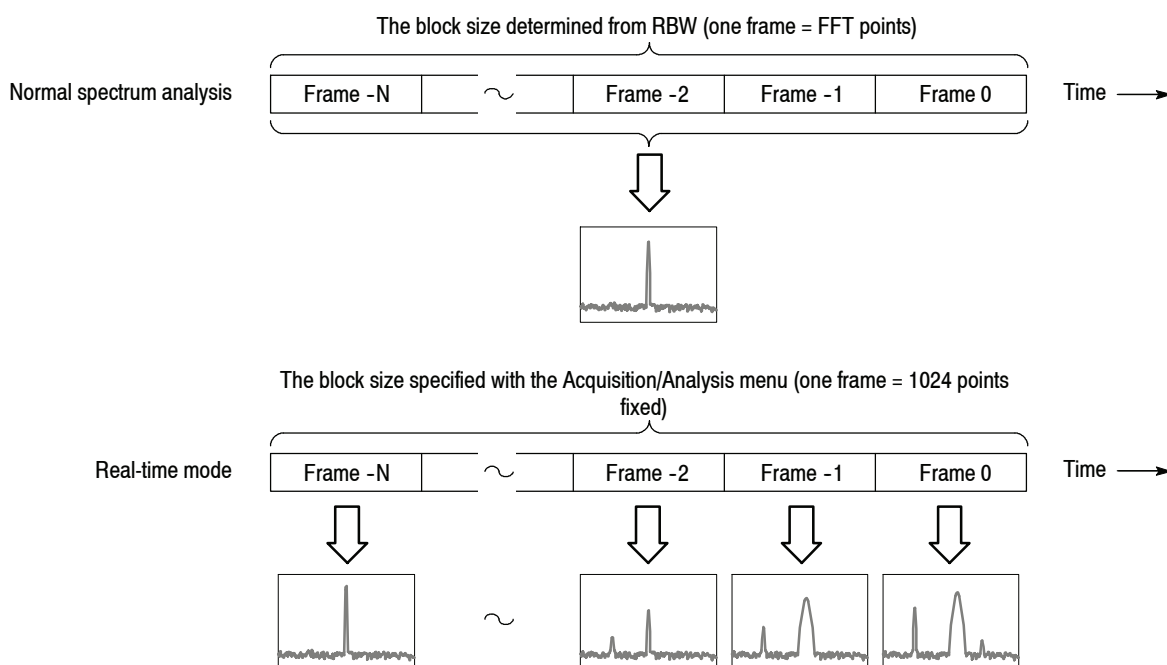 The block size determined from RBW (one frame = FFT points)
Normal spectrum analysis
Frame -N
Frame -2
Frame -1
Frame 0
Time
The block size specified with the Acquisition/Analysis menu (one frame = 1024 points
fixed)
Real-time mode
Frame -N
Frame -2
Frame -1
Frame 0
Time